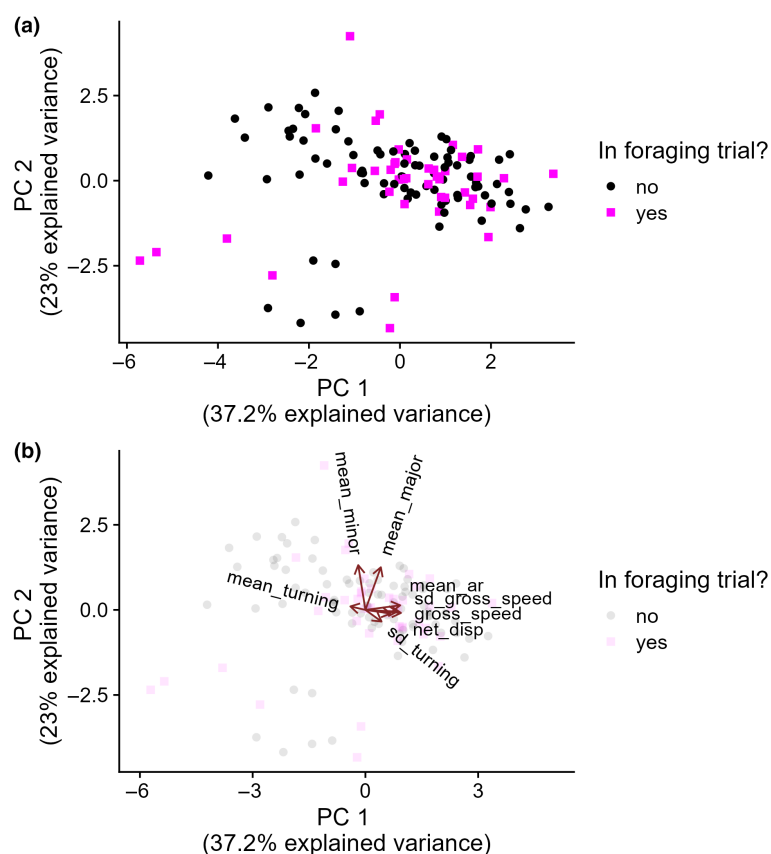 (a)
PC 2
(23% explained variance)
2.5
0.0
−2.5
−6
−4
−2
0
2
PC 1
(37.2% explained variance)
In foraging trial?
no
yes
(b)
PC 2
(23% explained variance)
2.5
0.0
−2.5
mean_minor
mean_major
mean_turning
mean_ar
sd_gross_speed
gross_speed
net_disp
sd_turning
−6
−3
0
3
PC 1
(37.2% explained variance)
In foraging trial?
no
yes